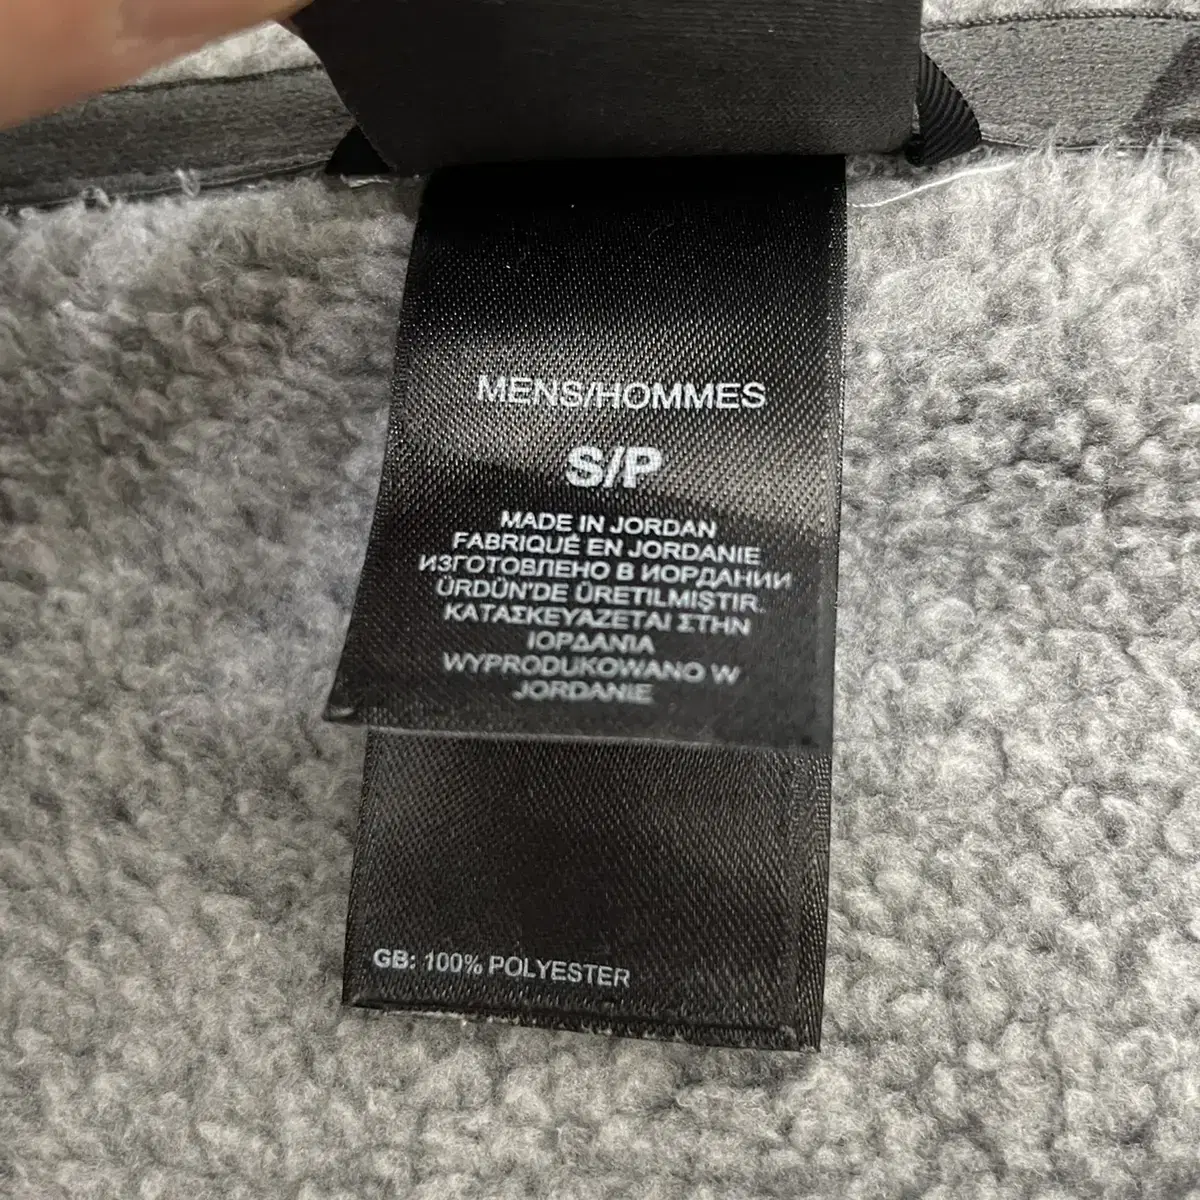 MENS/HOMMES
S/P
MADE IN JORDAN
FABRIQUÉ EN JORDANIE
ИЗГОТОВЛЕНО В ИОРДАНИИ
ÜRDÜN'DE ÜRETILMIŞTIR.
ΚΑΤΑΣΚΕΥΑΖΕΤΑΙ ΣΤΗΝ
ΙΟΡΔΑΝΙΑ
WYPRODUKOWANO W
JORDANIE
GB: 100% POLYESTER